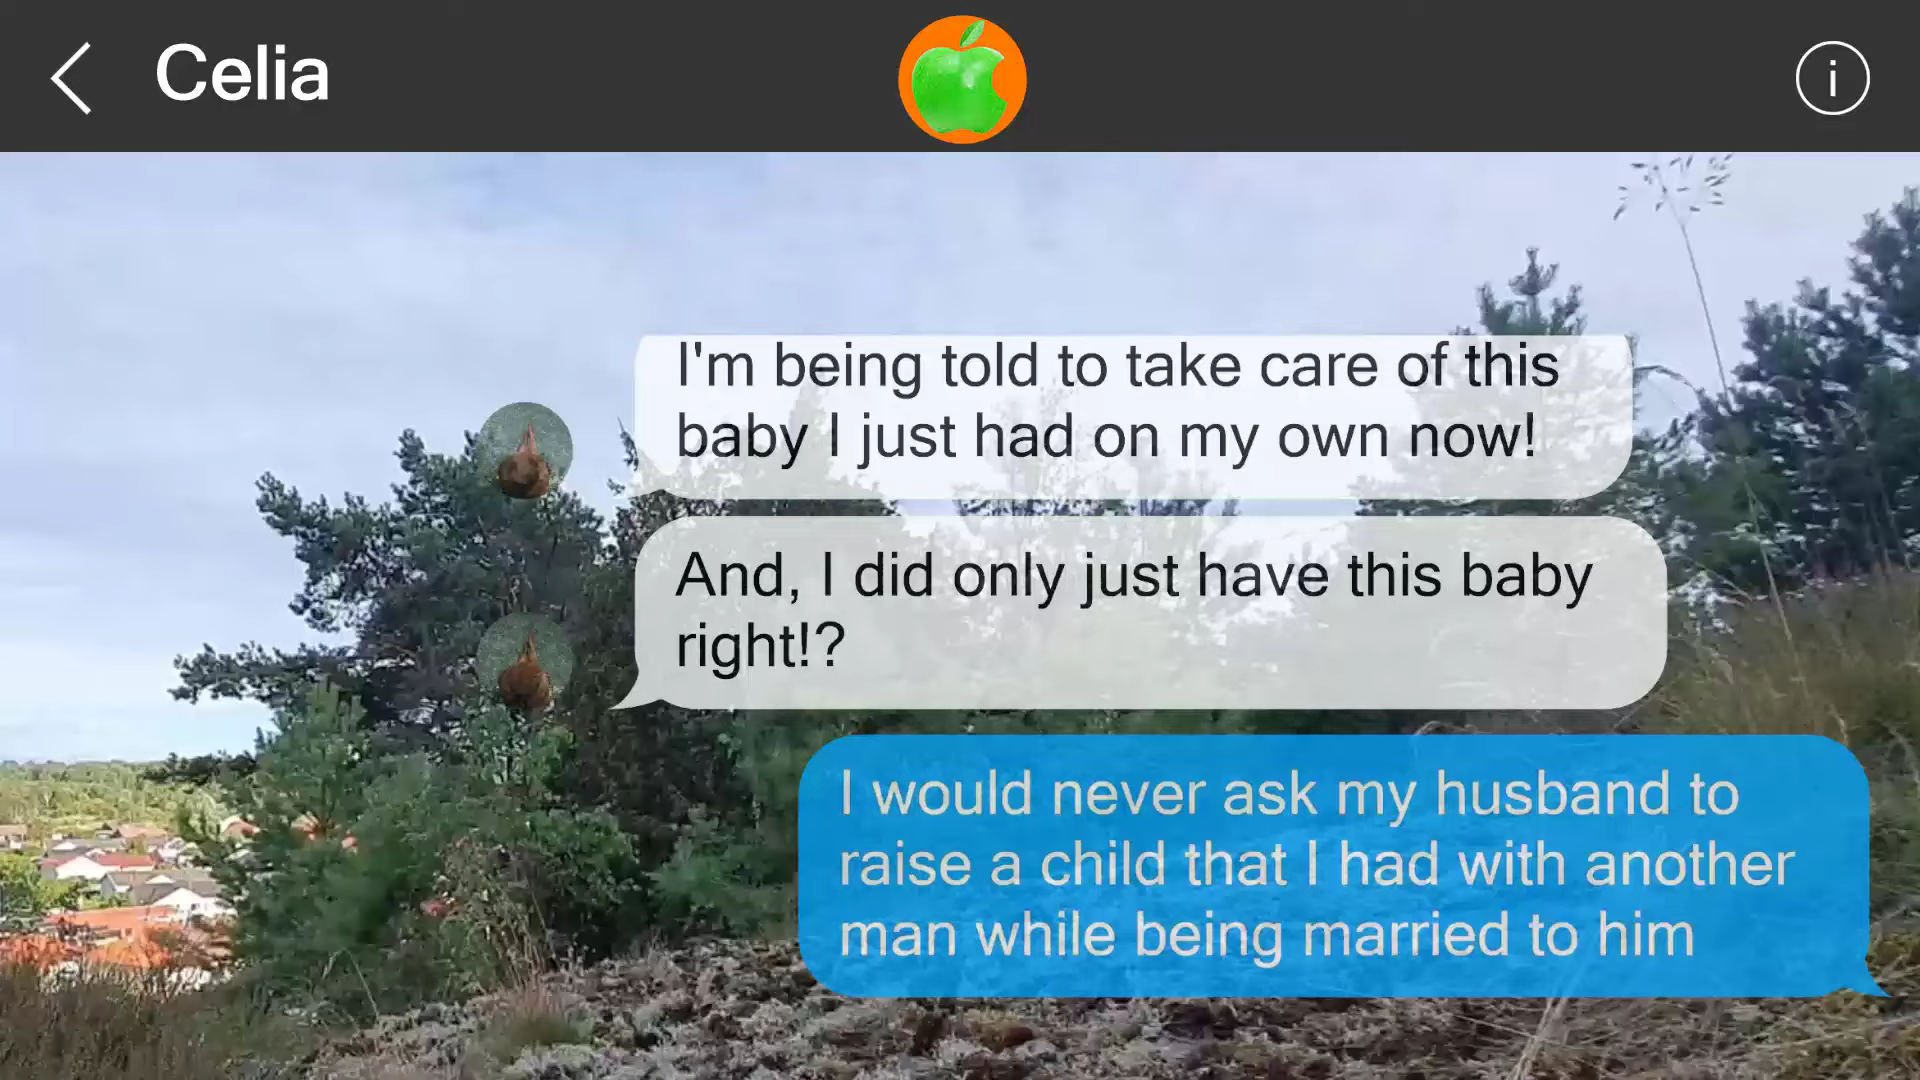 Celia
i
I'm being told to take care of this
baby I just had on my own now!
And, I did only just have this baby
right!?
I would never ask my husband to
raise a child that I had with another
man while being married to him